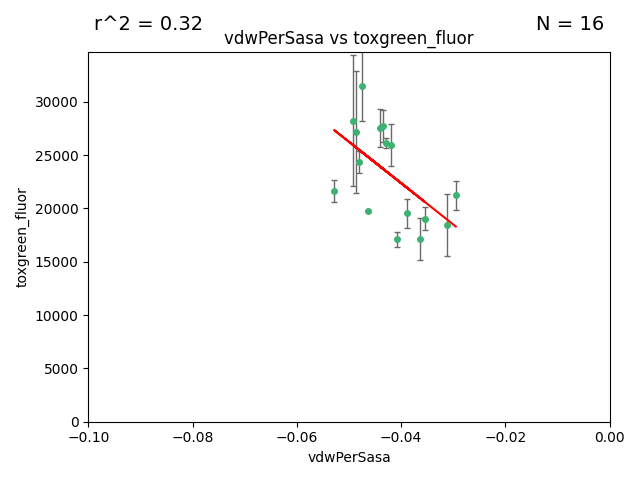 r^2 = 0.32
N = 16
vdwPerSasa vs toxgreen_fluor
30000
25000
20000
15000
10000
5000
0
toxgreen_fluor
−0.10
−0.08
−0.06
−0.04
−0.02
0.00
vdwPerSasa